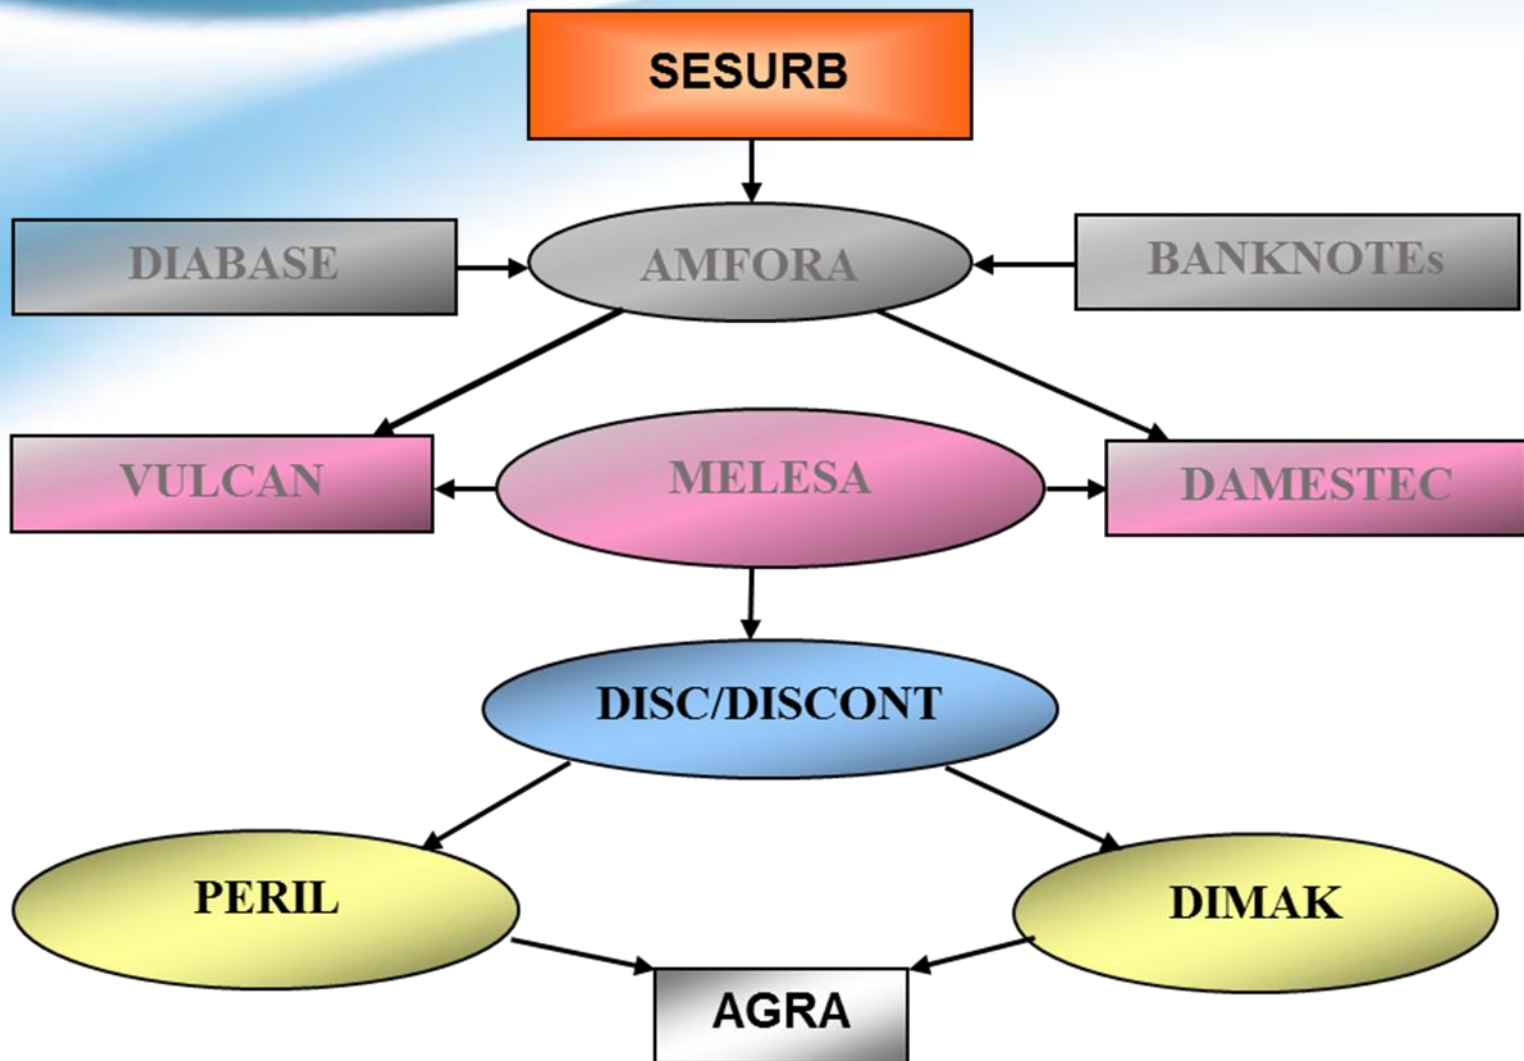 SESURB
DIABASE
AMFORA
BANKNOTEs
VULCAN
MELESA
DAMESTEC
DISC/DISCONT
PERIL
DIMAK
AGRA